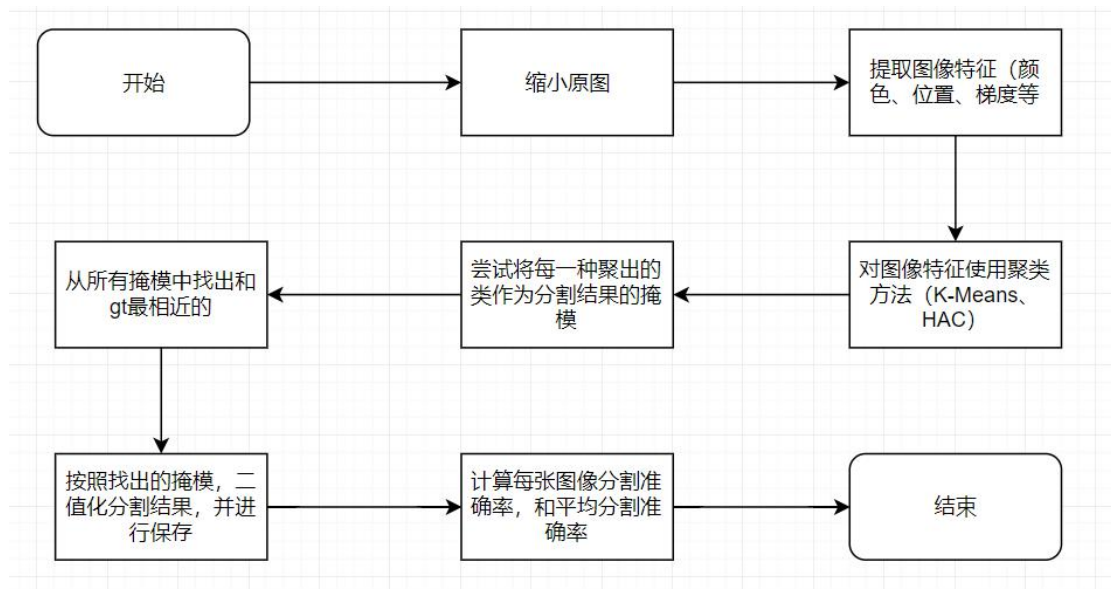 开始
缩小原图
提取图像特征（颜
色、位置、梯度等
对图像特征使用聚类
方法（K-Means、
HAC）
尝试将每一种聚出的
类作为分割结果的掩
模
从所有掩模中找出和
gt最相近的
按照找出的掩模，二
值化分割结果，并进
行保存
计算每张图像分割准
确率，和平均分割准
确率
结束